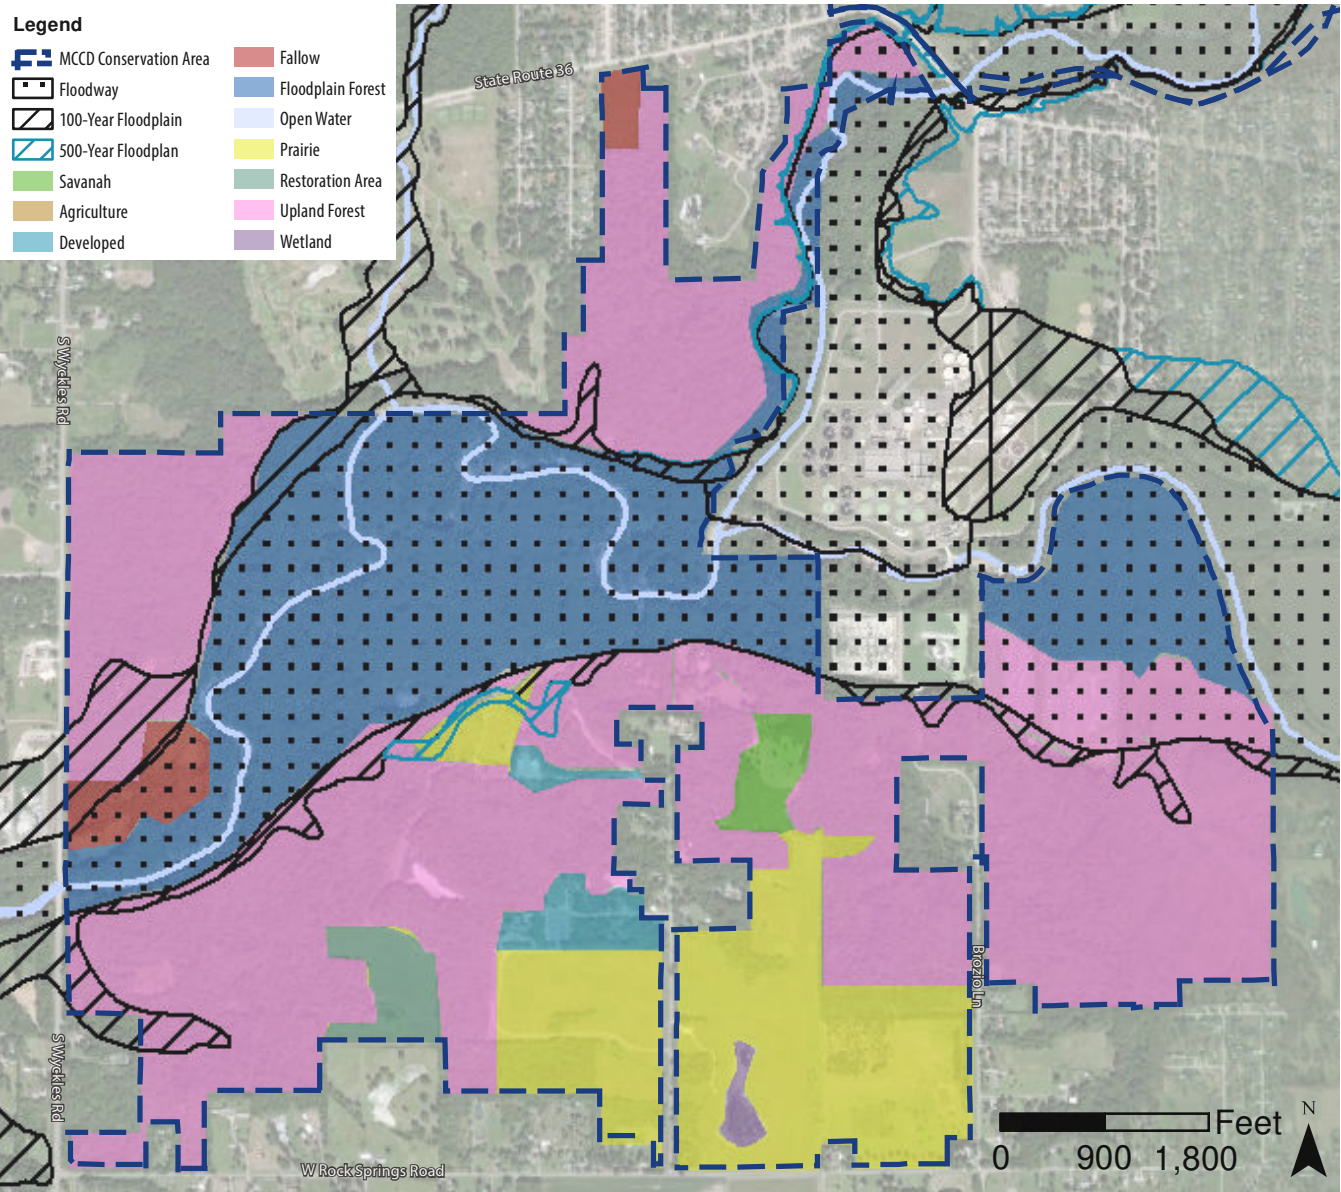 Legend
MCCD Conservation Area
Floodway
100-Year Floodplain
500-Year Floodplan
Savanah
Agriculture
Developed
Fallow
Floodplain Forest
Open Water
Prairie
Restoration Area
Upland Forest
Wetland
State Route 36
S Wyckles Rd
Brozio Ln
S Wyckles Rd
W Rock Springs Road
N
Feet
0 900 1,800